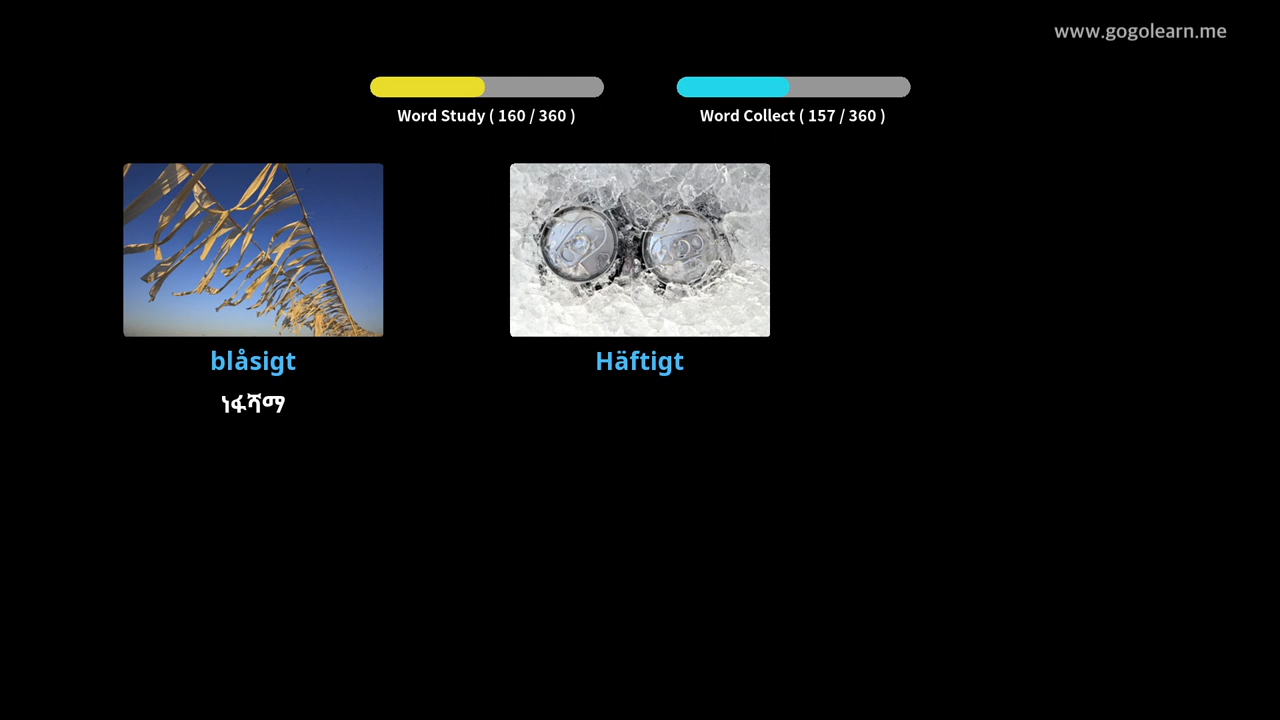 www.gogolearn.me
Word Study ( 160 / 360 )
Word Collect ( 157 / 360 )
blåsigt
Häftigt
ነፋሻማ